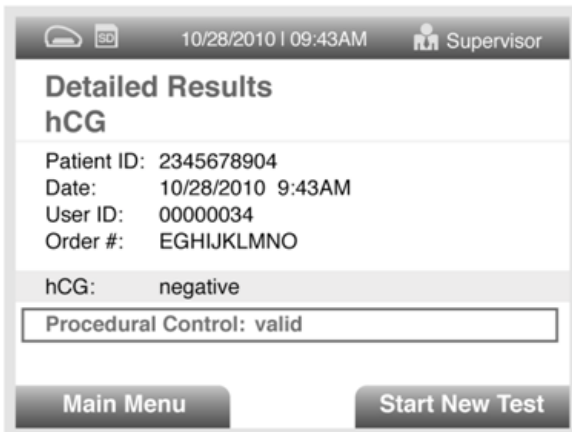 SD 10/28/2010 | 09:43AM Supervisor
Detailed Results
hCG
Patient ID: 2345678904
Date: 10/28/2010 9:43AM
User ID: 00000034
Order #: EGHIJKLMNO
hCG: negative
Procedural Control: valid
Main Menu Start New Test